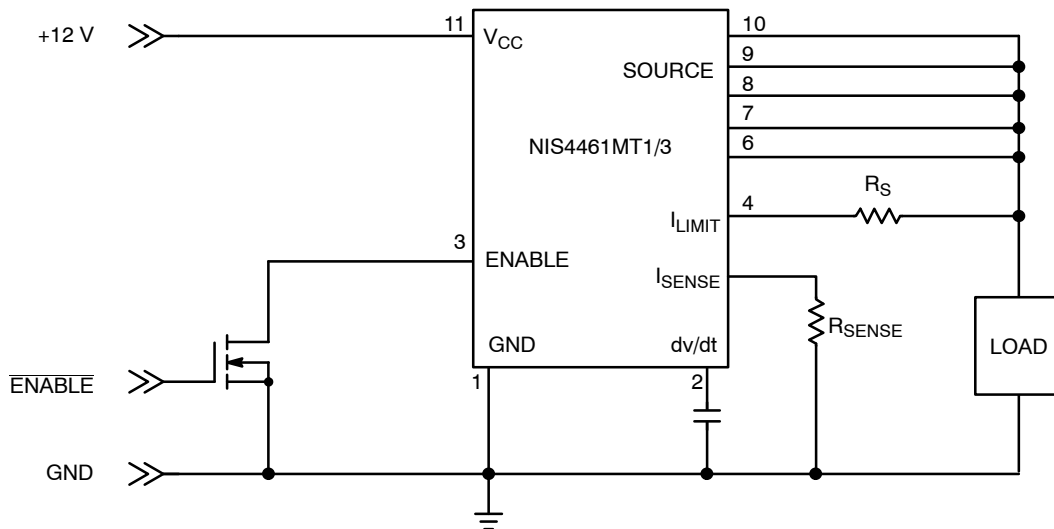 +12 V
11
V_CC
10
9
SOURCE
8
7
NIS4461MT1/3
6
R_S
4
I_LIMIT
3
ENABLE
I_SENSE
R_SENSE
GND
dv/dt
LOAD
ENABLE
1
2
GND